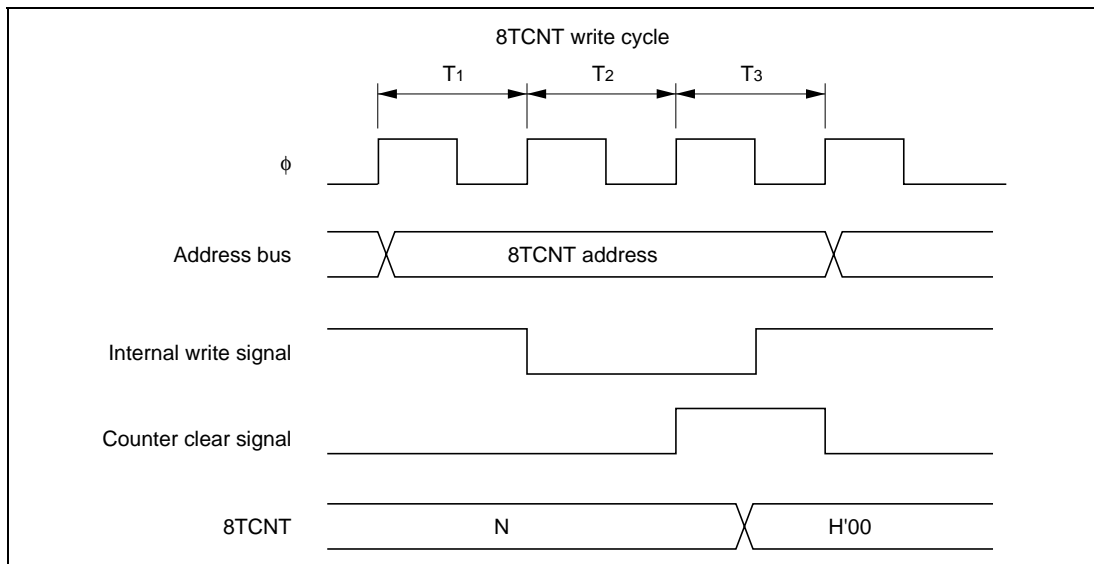 8TCNT write cycle
T1 T2 T3
φ
Address bus 8TCNT address
Internal write signal
Counter clear signal
8TCNT N H'00